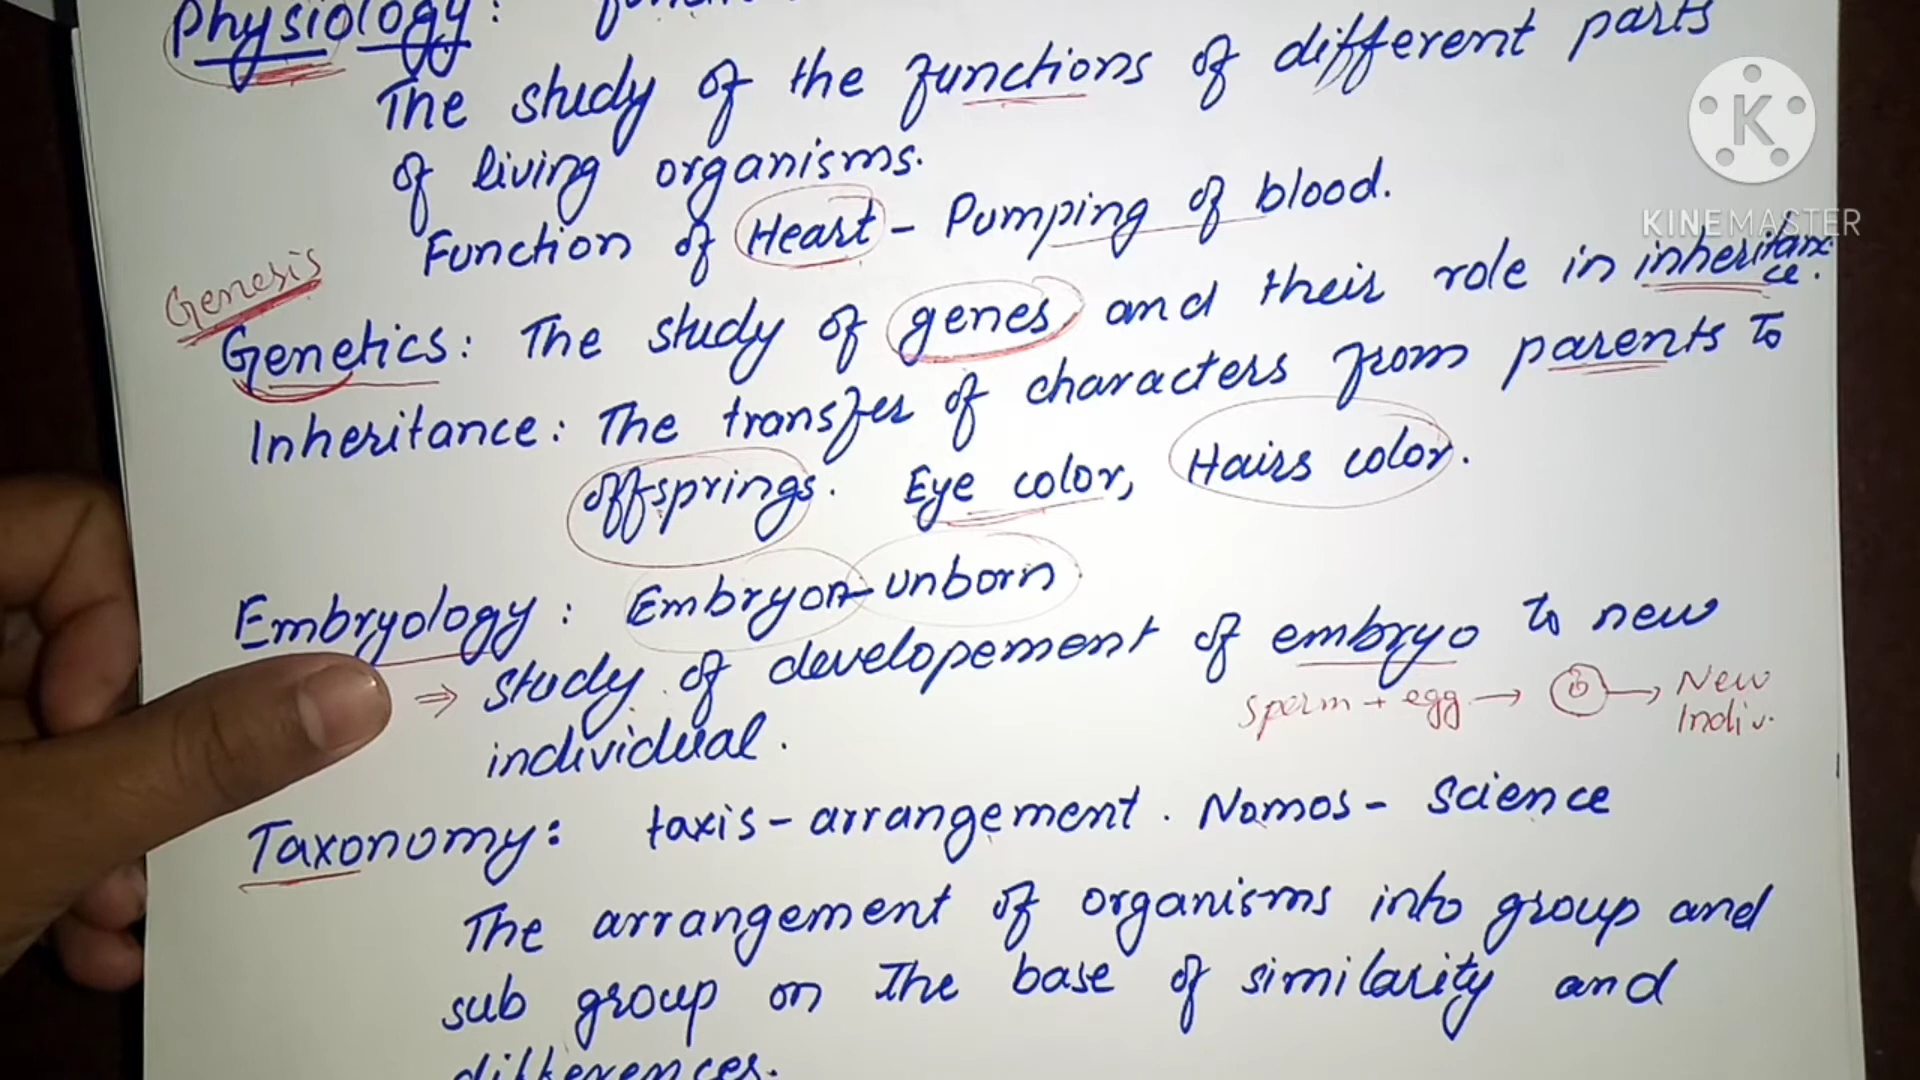 Physiology:
The study of the functions of different parts
of living organisms.
Function of Heart - Pumping of blood.
Genesis
Genetics: The study of genes and their role in inheritance.
Inheritance: The transfer of characters from parents to
offsprings. Eye color, Hairs color.
Embryology: Embryon-unborn
⇒ study of developement of embryo to new
individual.
sperm + egg → → New
Indiv.
Taxonomy: taxis - arrangement. Nomos - science
The arrangement of organisms into group and
sub group on the base of similarity and
differences.
K
KINEMASTER